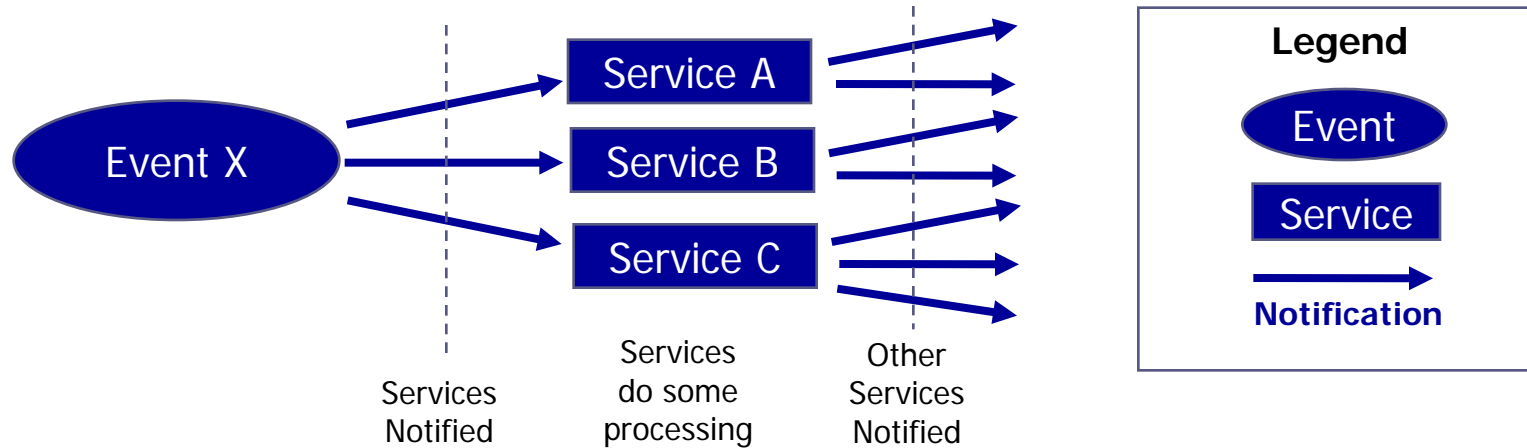 Event X
Service A
Service B
Service C
Services
Notified
Services
do some
processing
Other
Services
Notified
Legend
Event
Service
Notification